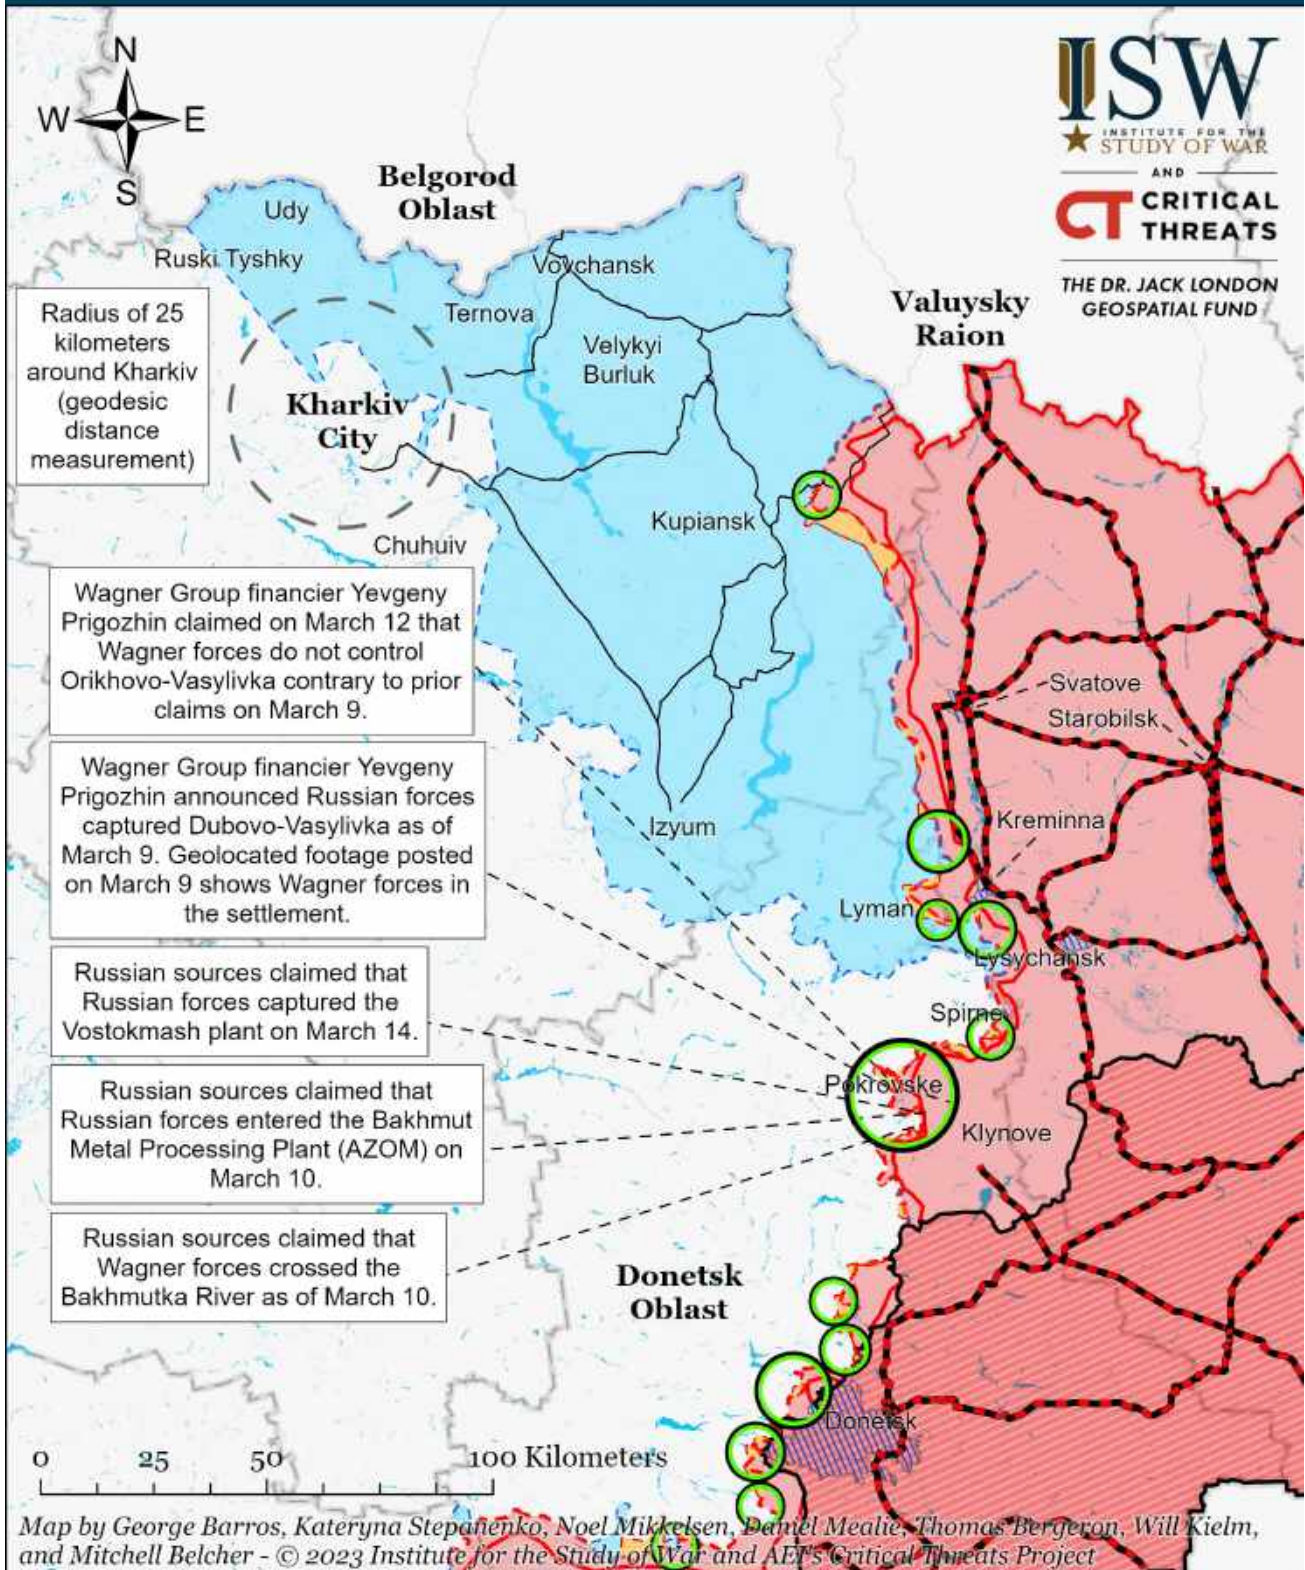 N
W E
S
ISW
INSTITUTE FOR THE
STUDY OF WAR
AND
CT CRITICAL
THREATS
THE DR. JACK LONDON
GEOSPATIAL FUND
Belgorod
Oblast
Udy
Ruski Tyshky
Vovchansk
Ternova
Valuysky
Raion
Velykyi
Burluk
Radius of 25
kilometers
around Kharkiv
(geodesic
distance
measurement)
Kharkiv
City
Kupiansk
Chuhuiv
Wagner Group financier Yevgeny
Prigozhin claimed on March 12 that
Wagner forces do not control
Orikhovo-Vasylivka contrary to prior
claims on March 9.
Svatove
Starobilsk
Wagner Group financier Yevgeny
Prigozhin announced Russian forces
captured Dubovo-Vasylivka as of
March 9. Geolocated footage posted
on March 9 shows Wagner forces in
the settlement.
Izyum
Kreminna
Lyman
Lysychansk
Russian sources claimed that
Russian forces captured the
Vostokmash plant on March 14.
Spirne
Pokrovske
Klynove
Russian sources claimed that
Russian forces entered the Bakhmut
Metal Processing Plant (AZOM) on
March 10.
Russian sources claimed that
Wagner forces crossed the
Bakhmutka River as of March 10.
Donetsk
Oblast
Donetsk
0 25 50 100 Kilometers
Map by George Barros, Kateryna Stepanenko, Noel Mikkelsen, Daniel Mealie, Thomas Bergeron, Will Kielm,
and Mitchell Belcher - © 2023 Institute for the Study of War and AEI's Critical Threats Project